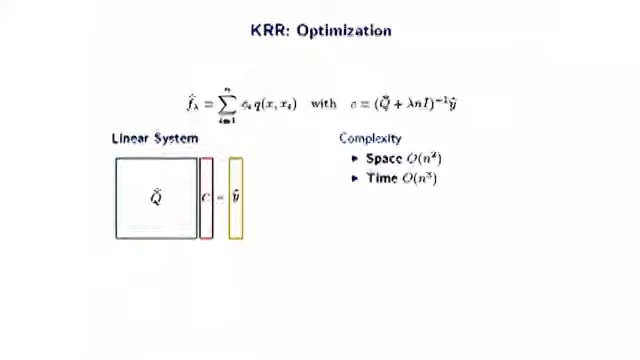 KRR: Optimization
f̂_λ = Σ_{i=1}^{n} c_i q(x, x_i) with c = (Q̂ + λnI)^{-1} ŷ
Linear System
Q̂ C = ŷ
Complexity
► Space O(n²)
► Time O(n³)